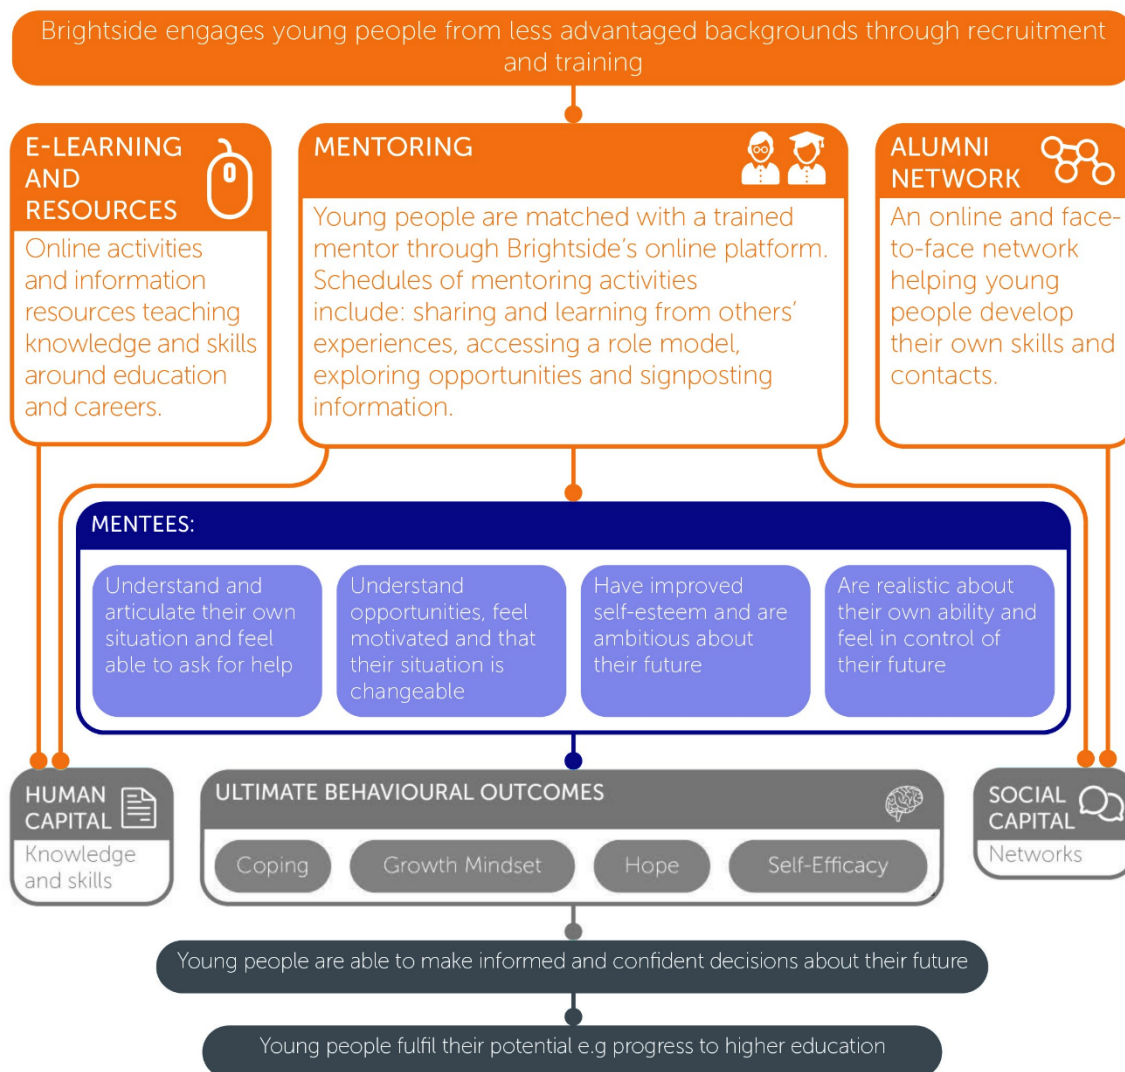 Brightside engages young people from less advantaged backgrounds through recruitment
and training
E-LEARNING
AND
RESOURCES
Online activities
and information
resources teaching
knowledge and skills
around education
and careers.
MENTORING
Young people are matched with a trained
mentor through Brightside's online platform.
Schedules of mentoring activities
include: sharing and learning from others'
experiences, accessing a role model,
exploring opportunities and signposting
information.
ALUMNI
NETWORK
An online and face-
to-face network
helping young
people develop
their own skills and
contacts.
MENTEES:
Understand and
articulate their own
situation and feel
able to ask for help
Understand
opportunities, feel
motivated and that
their situation is
changeable
Have improved
self-esteem and are
ambitious about
their future
Are realistic about
their own ability and
feel in control of
their future
HUMAN
CAPITAL
Knowledge
and skills
ULTIMATE BEHAVIOURAL OUTCOMES
Coping
Growth Mindset
Hope
Self-Efficacy
SOCIAL
CAPITAL
Networks
Young people are able to make informed and confident decisions about their future
Young people fulfil their potential e.g progress to higher education